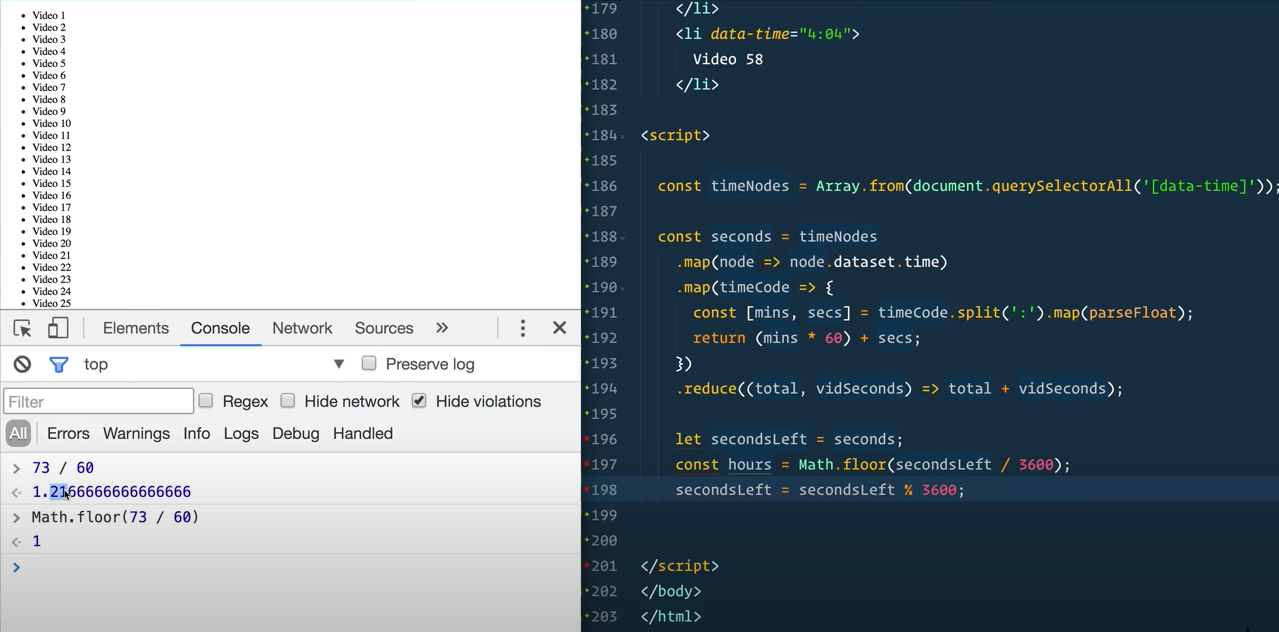 Video 1
Video 2
Video 3
Video 4
Video 5
Video 6
Video 7
Video 8
Video 9
Video 10
Video 11
Video 12
Video 13
Video 14
Video 15
Video 16
Video 17
Video 18
Video 19
Video 20
Video 21
Video 22
Video 23
Video 24
Video 25
Elements Console Network Sources »
top ▼ Preserve log
Filter Regex Hide network Hide violations
All Errors Warnings Info Logs Debug Handled
> 73 / 60
1.2166666666666666
> Math.floor(73 / 60)
1
>
179 </li>
180 <li data-time="4:04">
181 Video 58
182 </li>
183
184 <script>
185
186 const timeNodes = Array.from(document.querySelectorAll('[data-time]'));
187
188 const seconds = timeNodes
189 .map(node => node.dataset.time)
190 .map(timeCode => {
191 const [mins, secs] = timeCode.split(':').map(parseFloat);
192 return (mins * 60) + secs;
193 })
194 .reduce((total, vidSeconds) => total + vidSeconds);
195
196 let secondsLeft = seconds;
197 const hours = Math.floor(secondsLeft / 3600);
198 secondsLeft = secondsLeft % 3600;
199
200
201 </script>
202 </body>
203 </html>